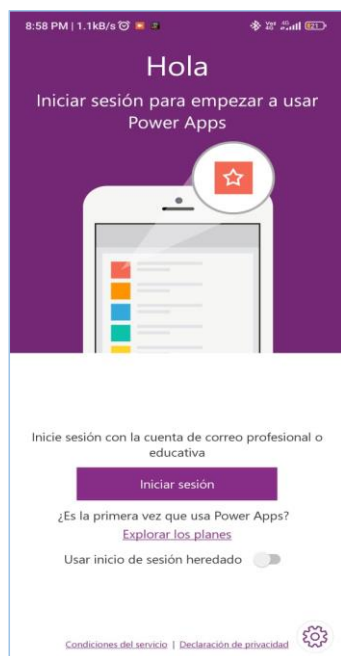 8:58 PM | 1.1kB/s
Hola
Iniciar sesión para empezar a usar
Power Apps
Inicie sesión con la cuenta de correo profesional o
educativa
Iniciar sesión
¿Es la primera vez que usa Power Apps?
Explorar los planes
Usar inicio de sesión heredado
Condiciones del servicio | Declaración de privacidad